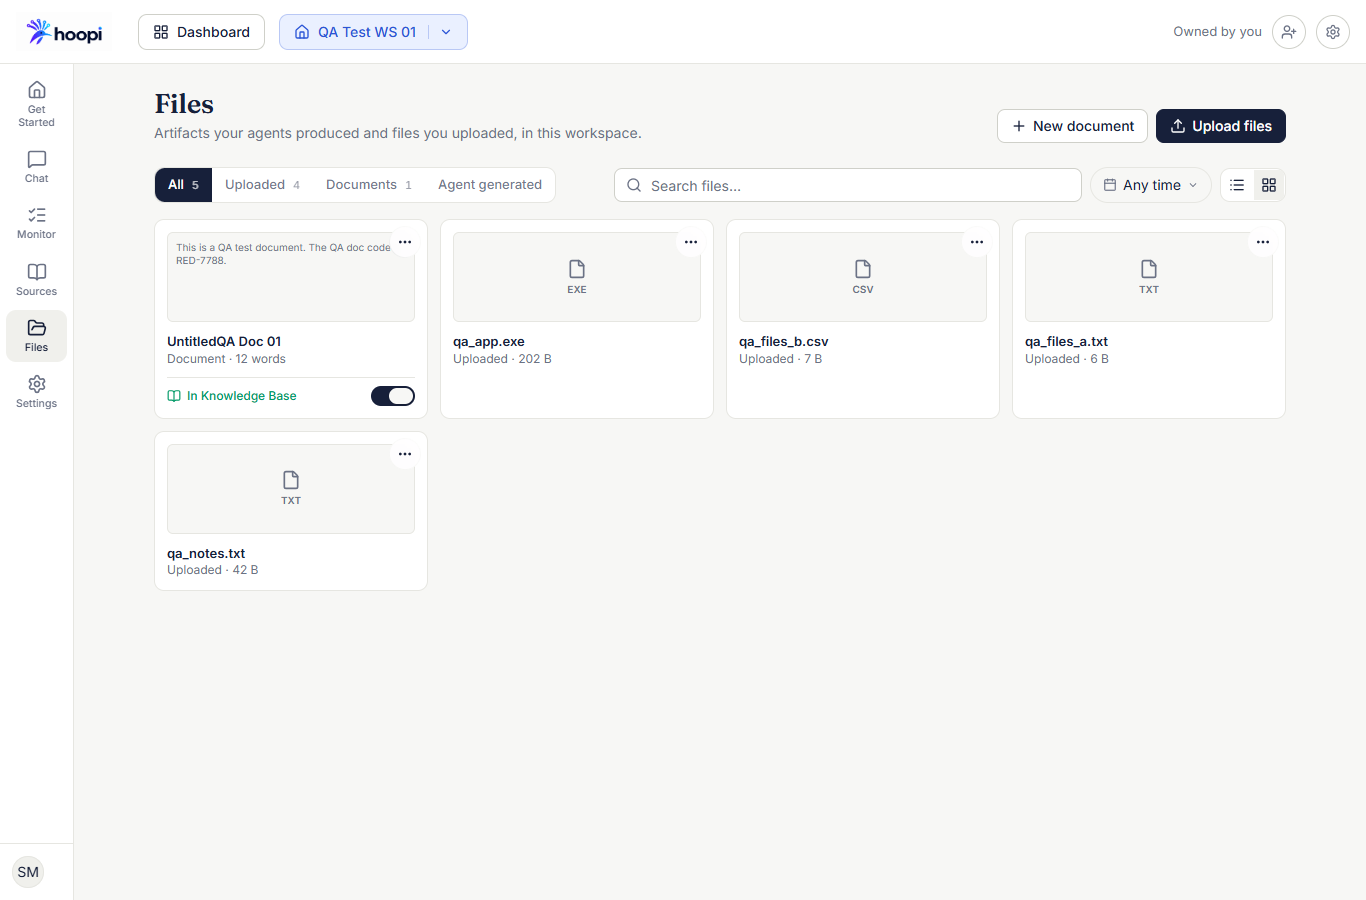 hoopi
Dashboard
QA Test WS 01
Owned by you
Get
Started
Chat
Monitor
Sources
Files
Settings
SM
Files
Artifacts your agents produced and files you uploaded, in this workspace.
New document
Upload files
All 5
Uploaded 4
Documents 1
Agent generated
Search files...
Any time
This is a QA test document. The QA doc code
RED-7788.
UntitledQA Doc 01
Document · 12 words
In Knowledge Base
EXE
qa_app.exe
Uploaded · 202 B
CSV
qa_files_b.csv
Uploaded · 7 B
TXT
qa_files_a.txt
Uploaded · 6 B
TXT
qa_notes.txt
Uploaded · 42 B